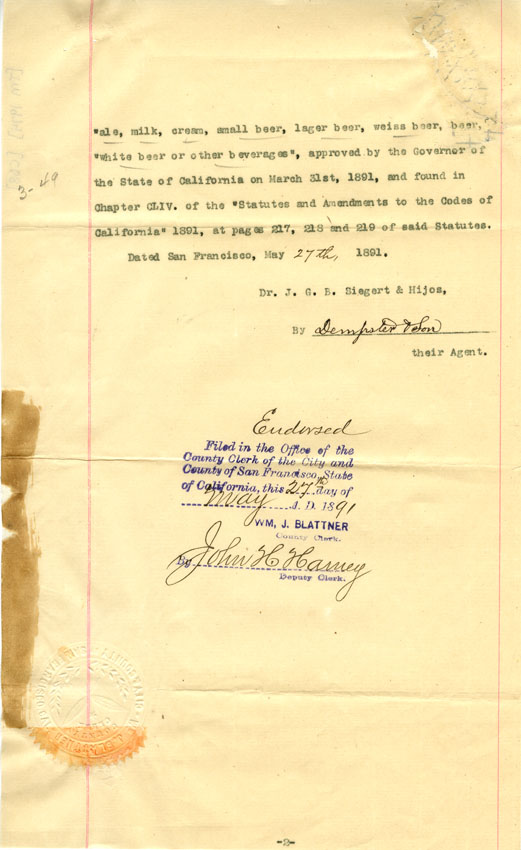 "ale, milk, cream, small beer, lager beer, weiss beer, beer,
"white beer or other beverages", approved by the Governor of
the State of California on March 31st, 1891, and found in
Chapter CLIV. of the "Statutes and Amendments to the Codes of
California" 1891, at pages 217, 218 and 219 of said Statutes.
Dated San Francisco, May 27th, 1891.
Dr. J. G. B. Siegert & Hijos,
By Dempster & Son
their Agent.
3-49
Endorsed
Filed in the Office of the
County Clerk of the City and
County of San Francisco, State
of California, this 27th day of
May A. D. 1891
WM. J. BLATTNER
County Clerk.
By John H Harney
Deputy Clerk.
-2-